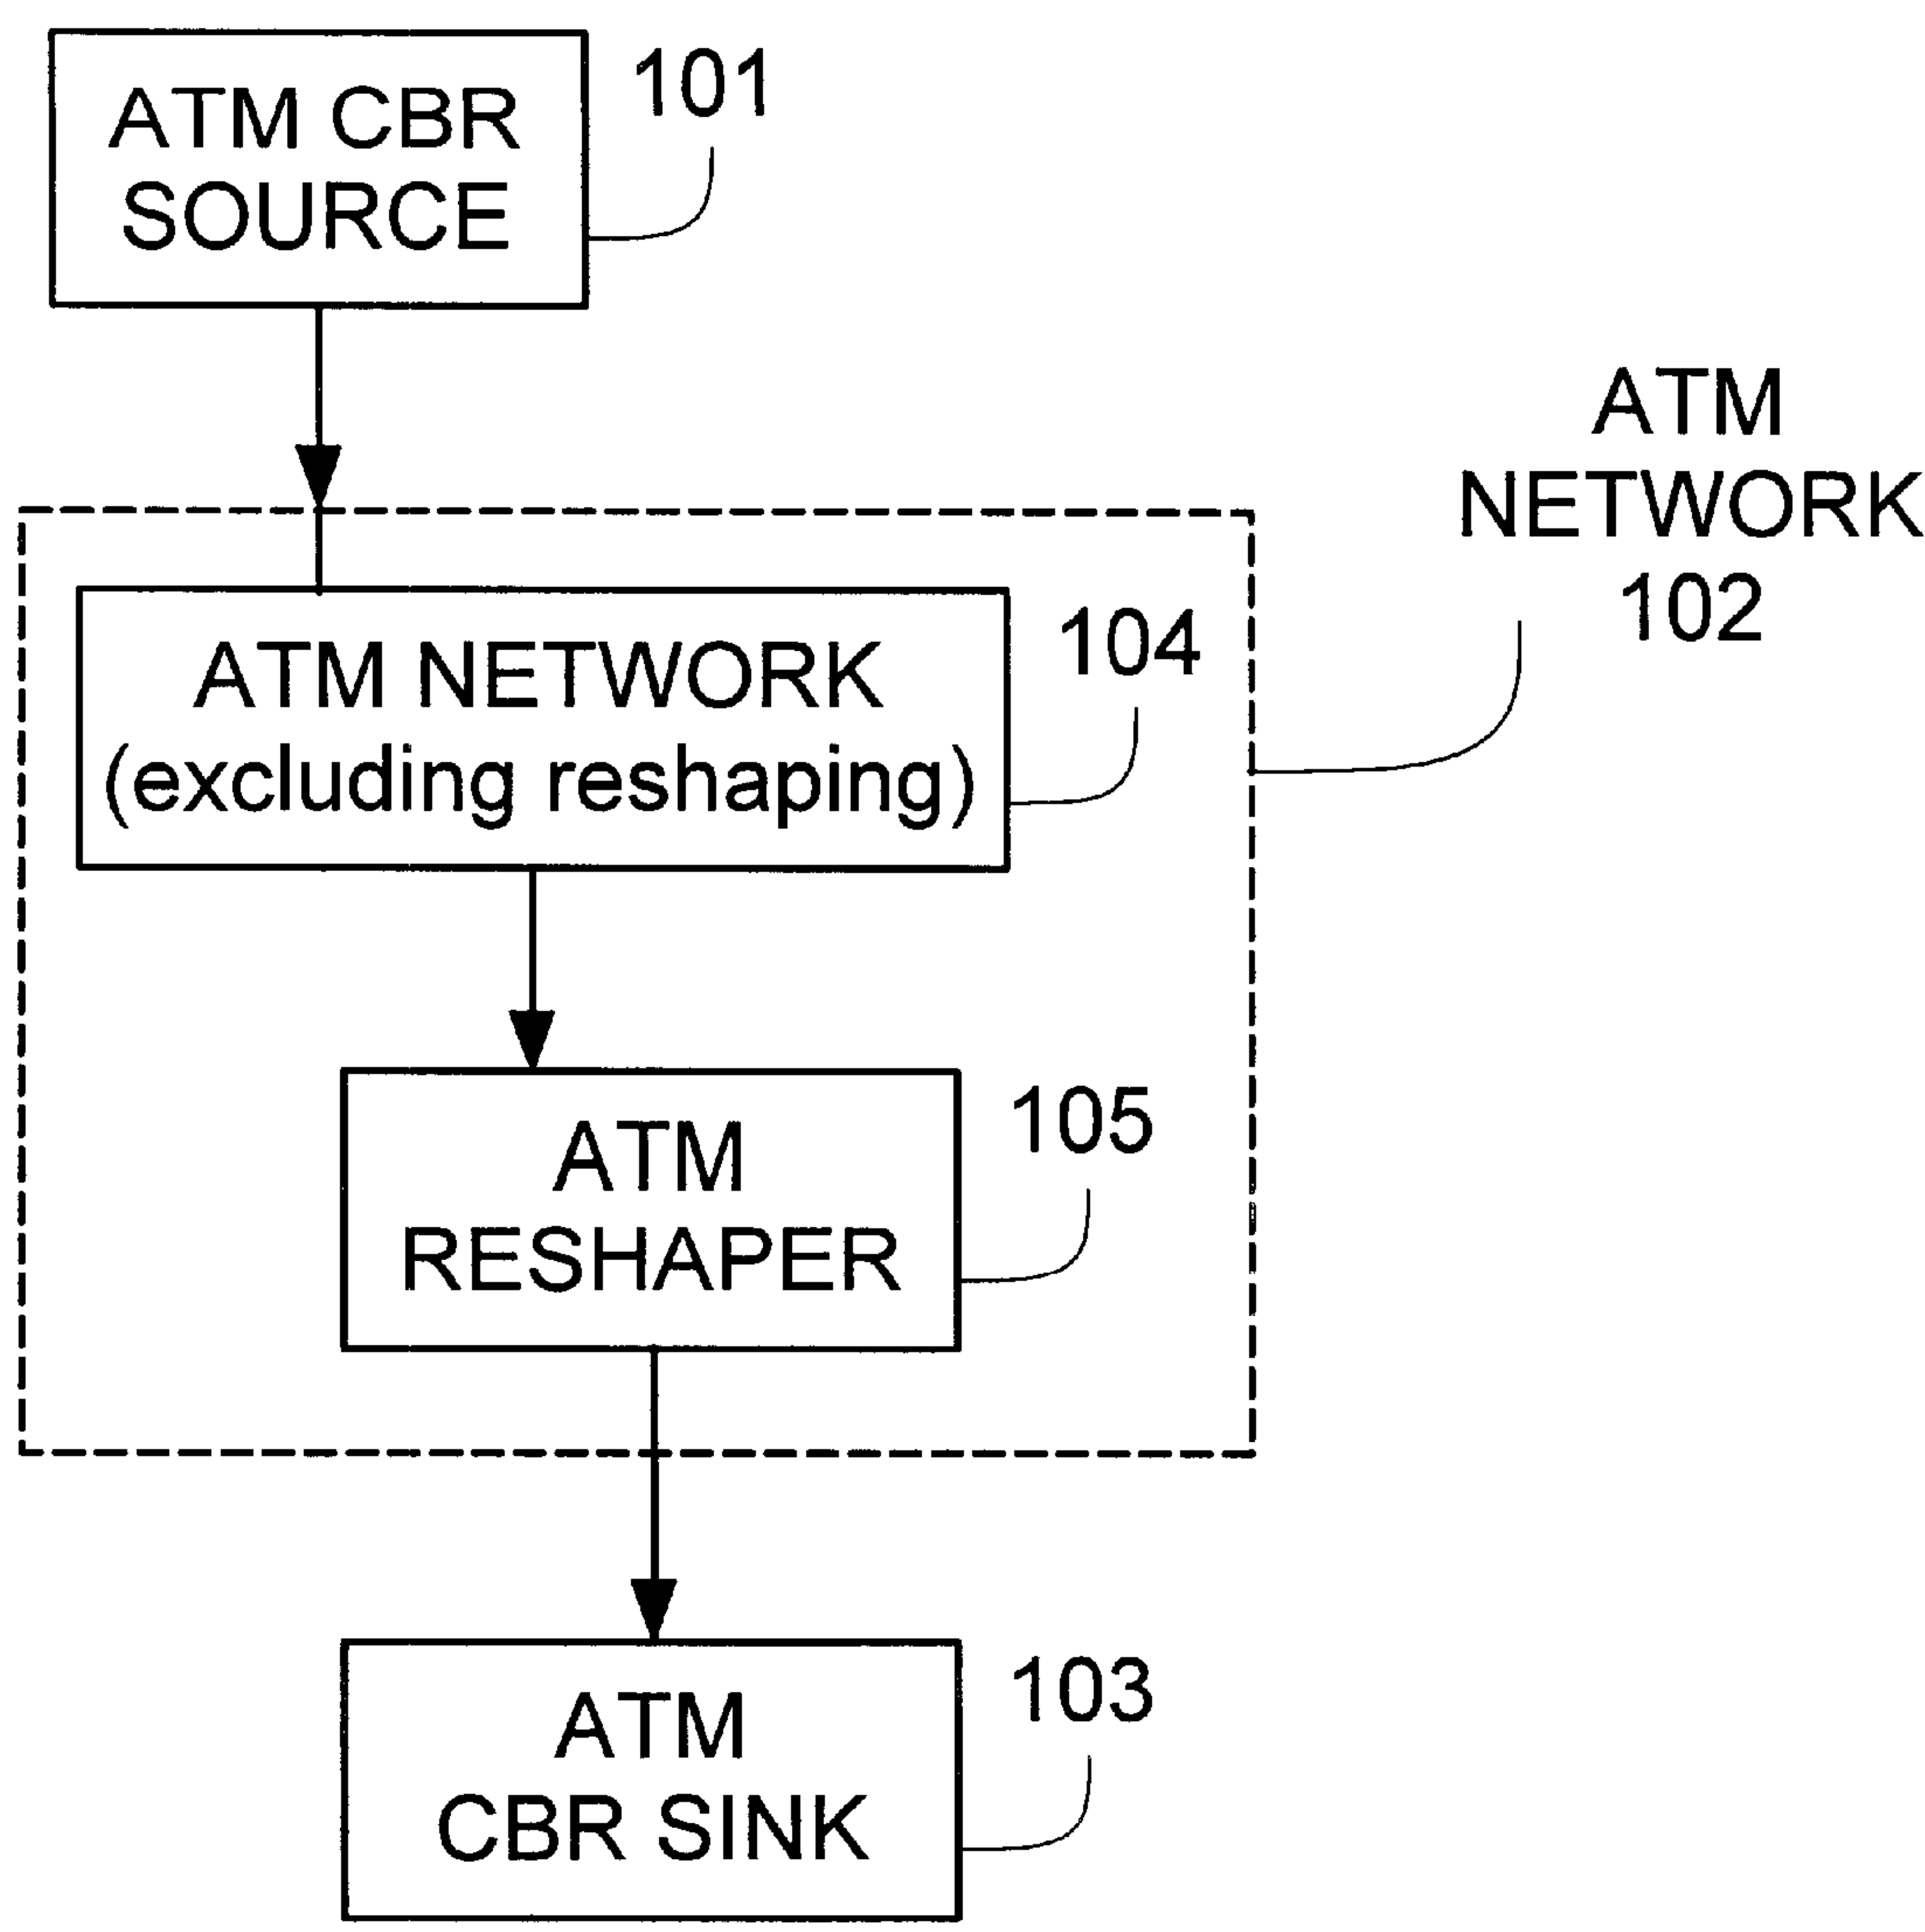 ATM CBR
SOURCE
101
ATM
NETWORK
102
ATM NETWORK
(excluding reshaping)
104
ATM
RESHAPER
105
ATM
CBR SINK
103